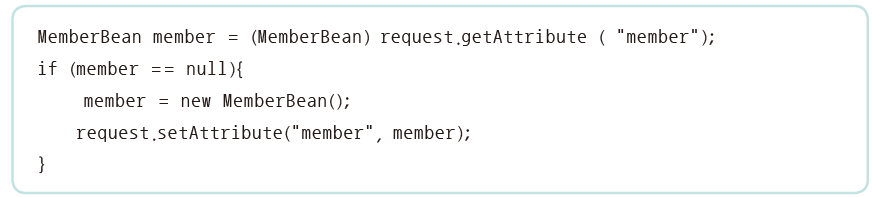 MemberBean member = (MemberBean) request.getAttribute ( "member");
if (member == null){
    member = new MemberBean();
    request.setAttribute("member", member);
}